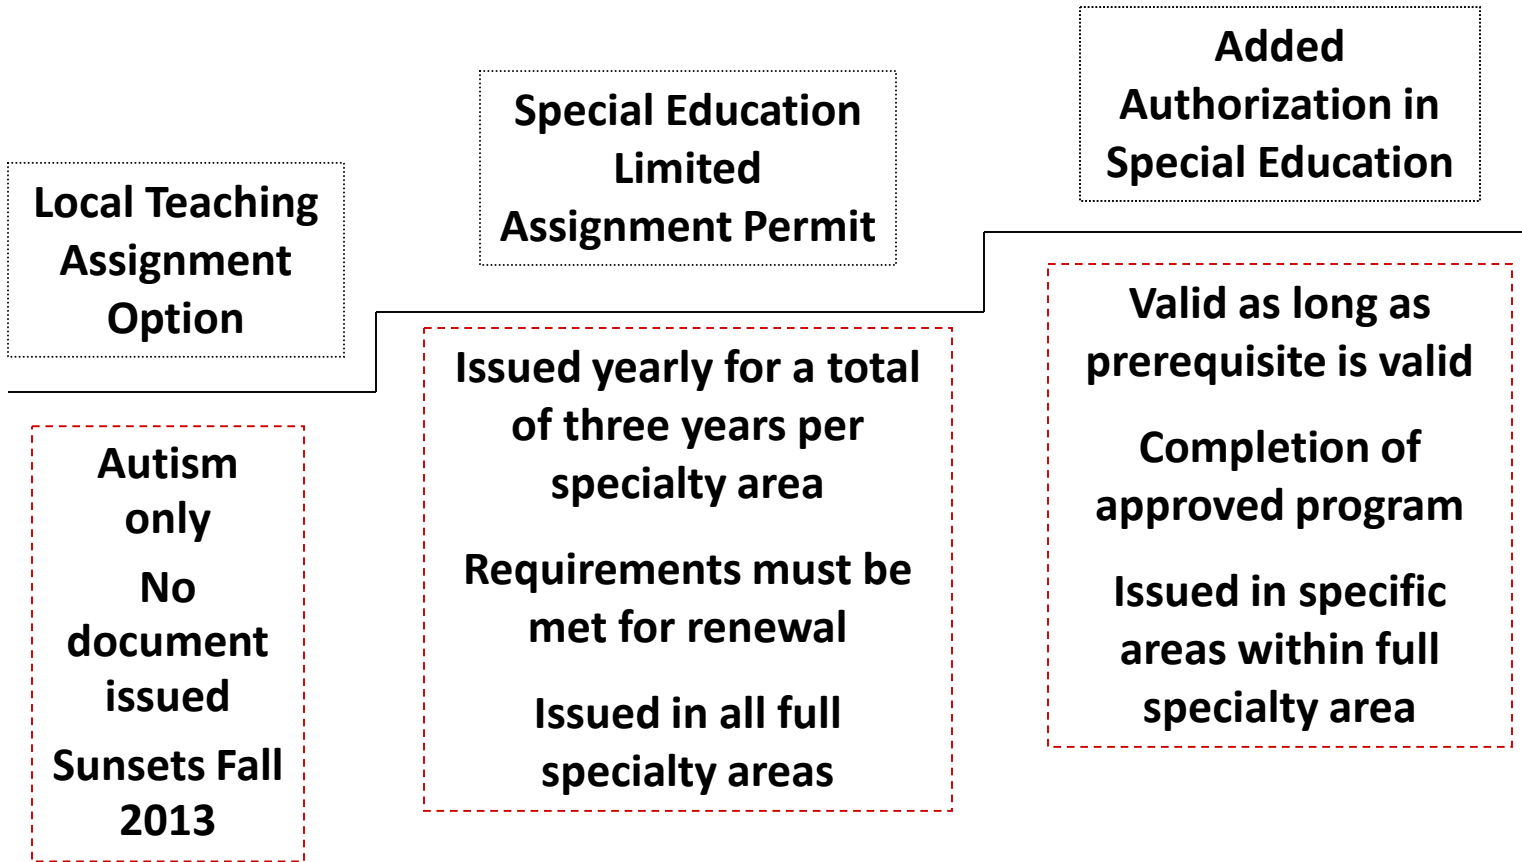 Local Teaching
Assignment
Option
Autism
only
No
document
issued
Sunsets Fall
2013
Special Education
Limited
Assignment Permit
Issued yearly for a total
of three years per
specialty area
Requirements must be
met for renewal
Issued in all full
specialty areas
Added
Authorization in
Special Education
Valid as long as
prerequisite is valid
Completion of
approved program
Issued in specific
areas within full
specialty area